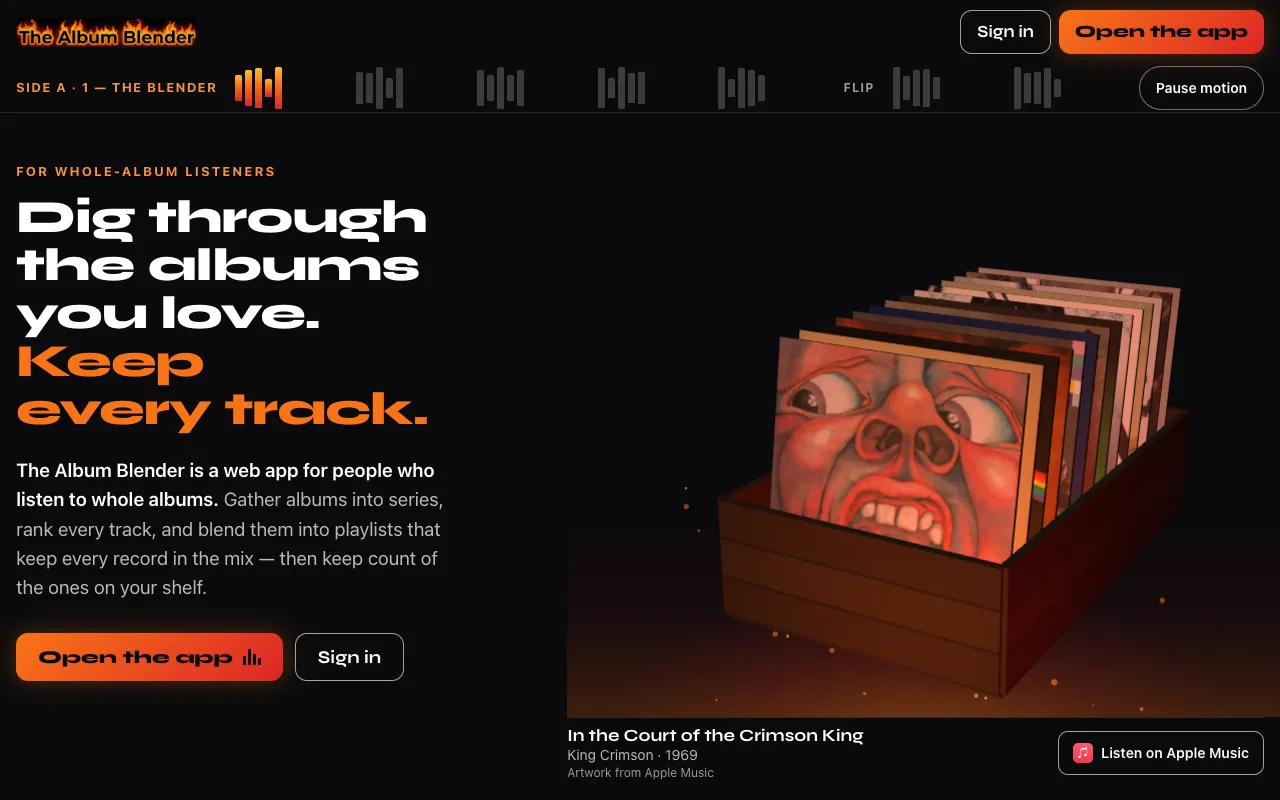 The Album Blender
Sign in
Open the app
SIDE A · 1 — THE BLENDER
FLIP
Pause motion
FOR WHOLE-ALBUM LISTENERS
Dig through
the albums
you love.
Keep
every track.
The Album Blender is a web app for people who
listen to whole albums. Gather albums into series,
rank every track, and blend them into playlists that
keep every record in the mix — then keep count of
the ones on your shelf.
Open the app
Sign in
In the Court of the Crimson King
King Crimson · 1969
Artwork from Apple Music
Listen on Apple Music